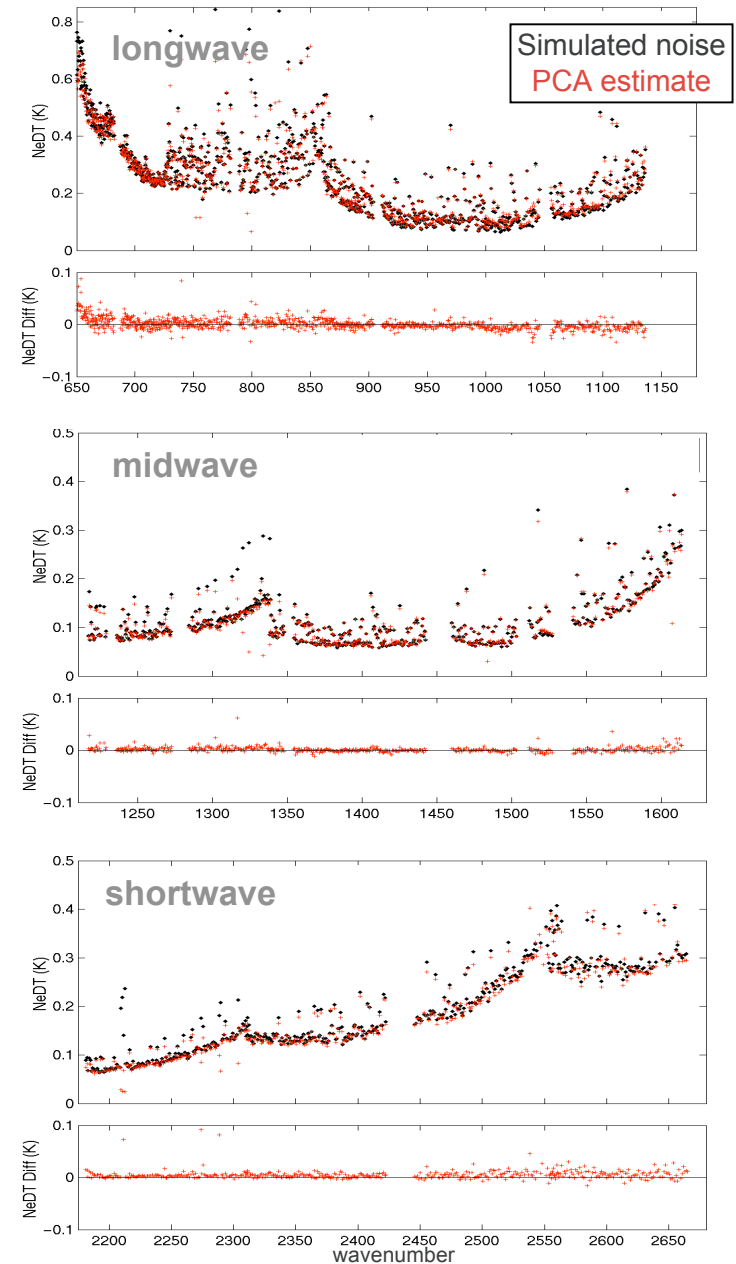 longwave
Simulated noise
PCA estimate
NeDT (K)
0.8
0.6
0.4
0.2
0
NeDT Diff (K)
0.1
0
−0.1
650 700 750 800 850 900 950 1000 1050 1100 1150
midwave
NeDT (K)
0.5
0.4
0.3
0.2
0.1
0
NeDT Diff (K)
0.1
0
−0.1
1250 1300 1350 1400 1450 1500 1550 1600
shortwave
NeDT (K)
0.5
0.4
0.3
0.2
0.1
0
NeDT Diff (K)
0.1
0
−0.1
2200 2250 2300 2350 2400 2450 2500 2550 2600 2650
wavenumber